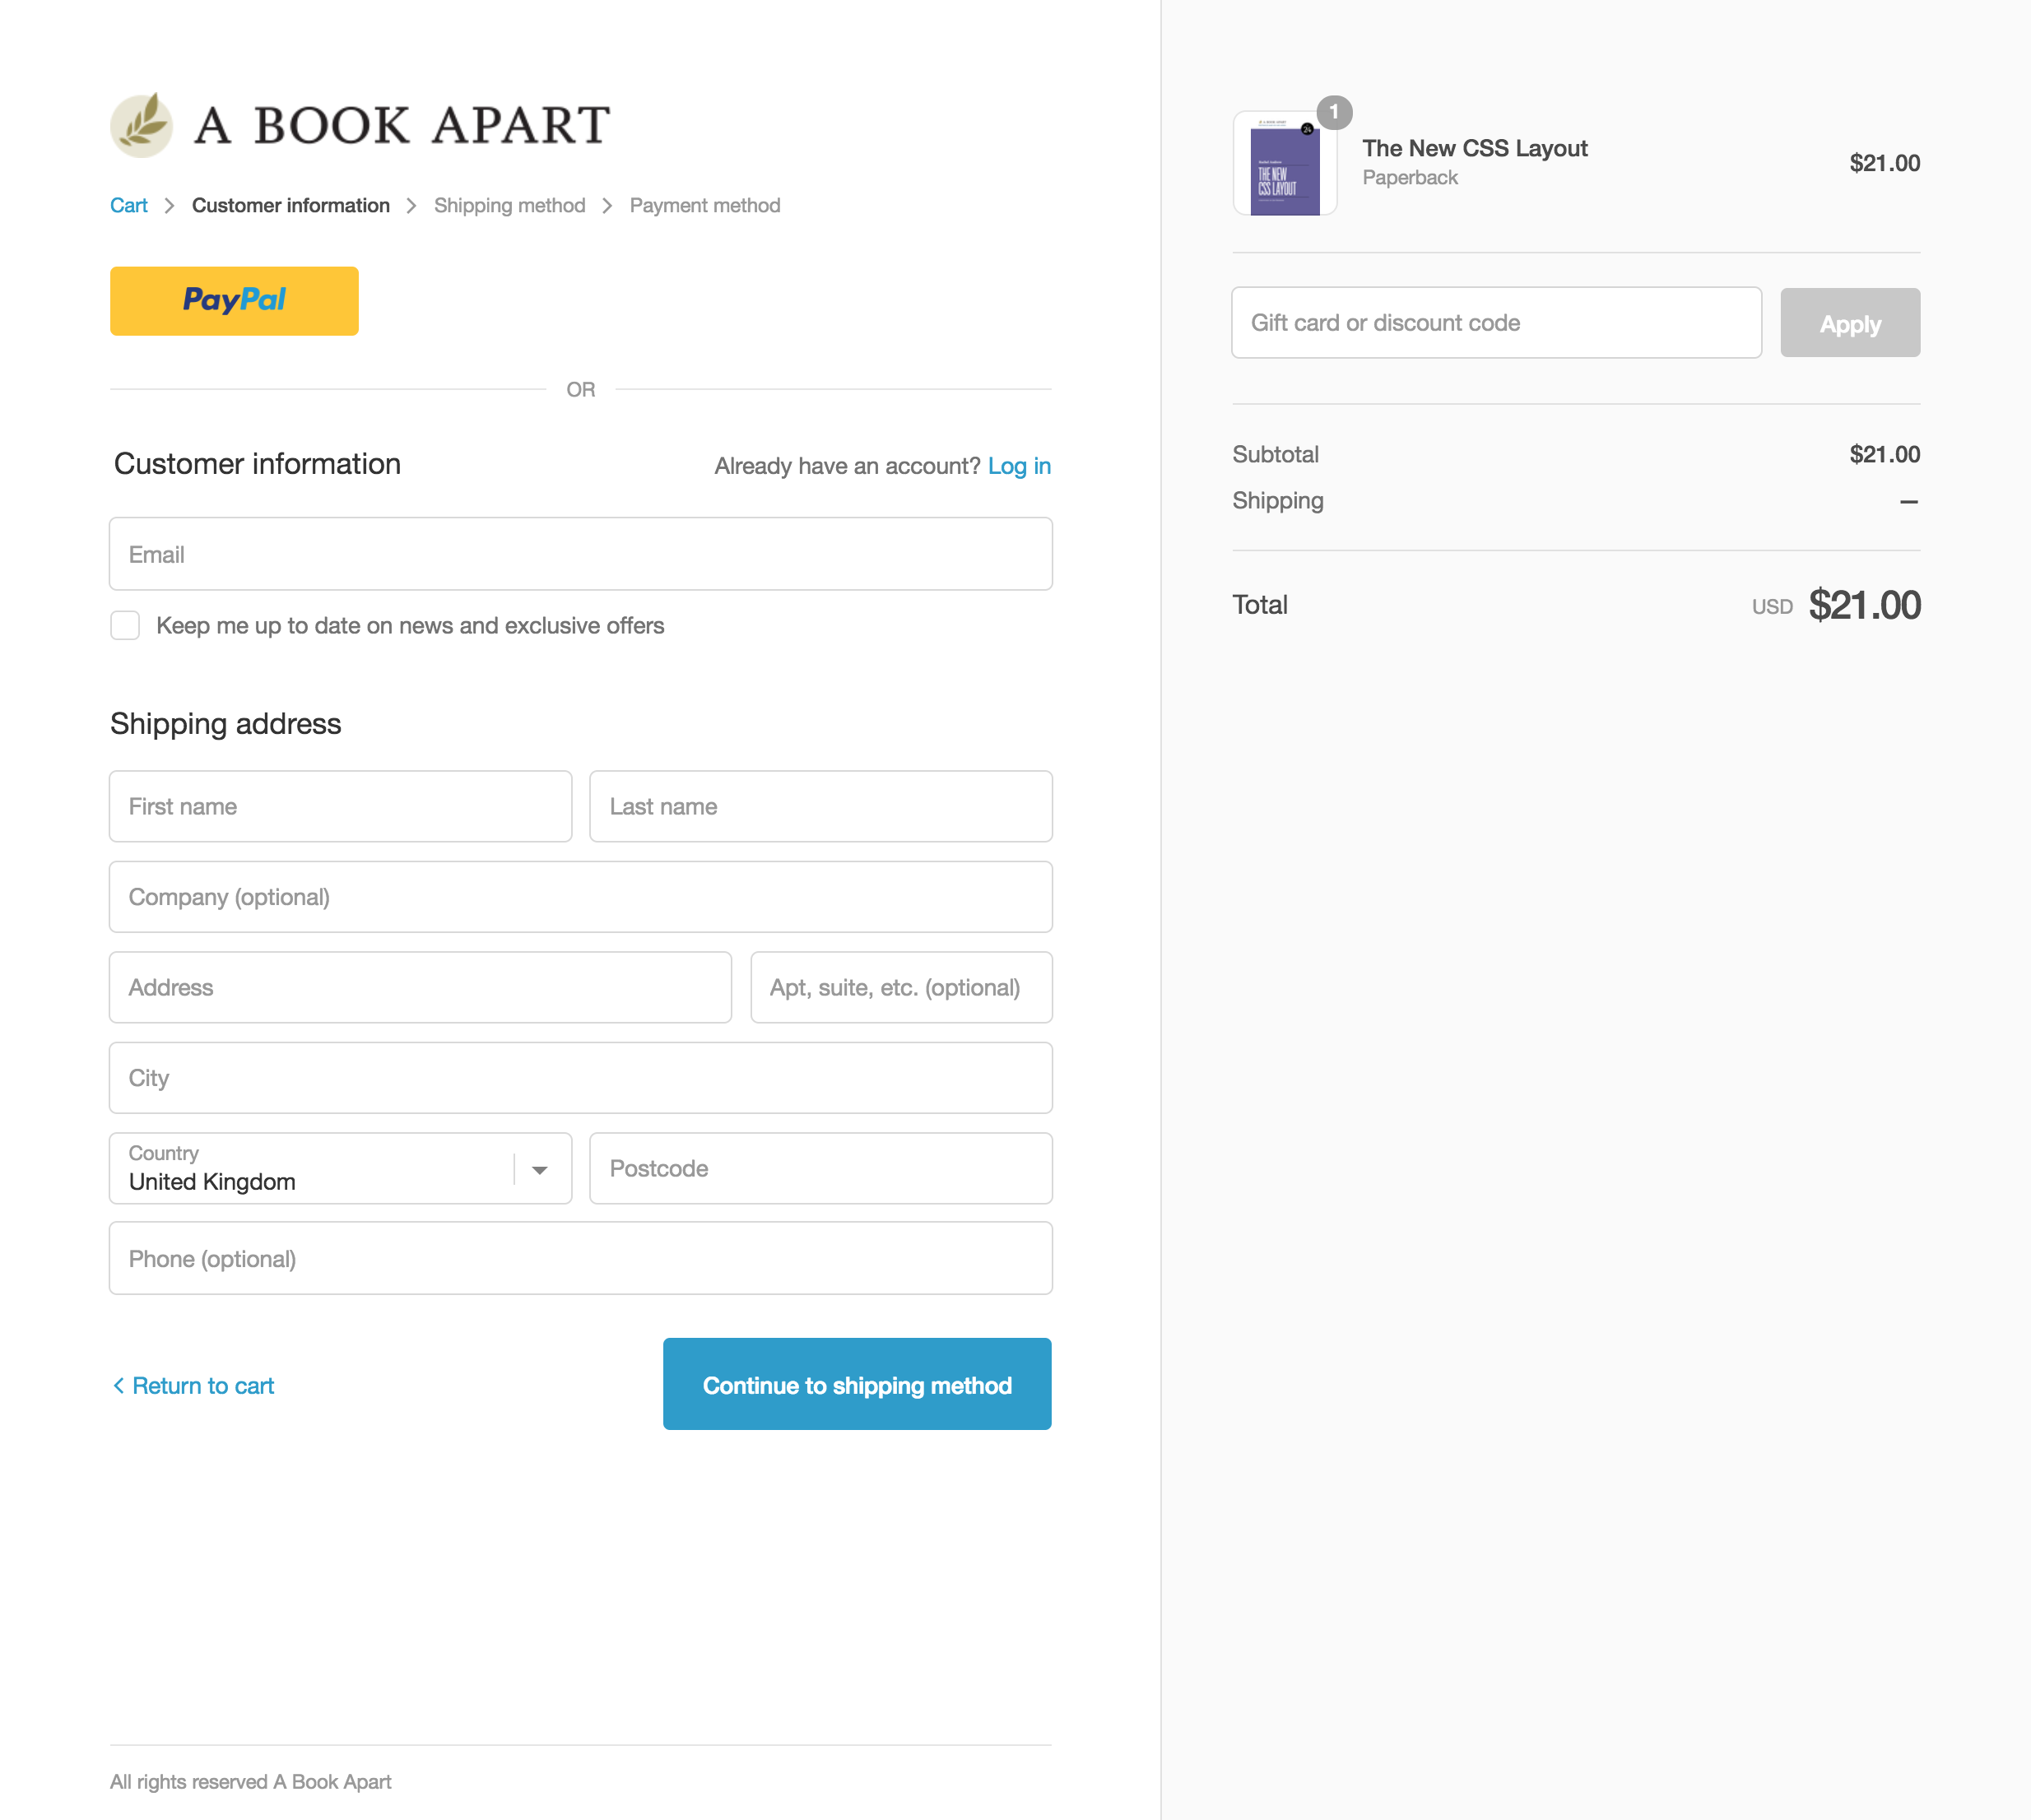 A BOOK APART
Cart > Customer information > Shipping method > Payment method
PayPal
OR
Customer information
Already have an account? Log in
Email
Keep me up to date on news and exclusive offers
Shipping address
First name
Last name
Company (optional)
Address
Apt, suite, etc. (optional)
City
Country
United Kingdom
Postcode
Phone (optional)
< Return to cart
Continue to shipping method
All rights reserved A Book Apart
1
24
THE NEW
CSS LAYOUT
The New CSS Layout
Paperback
$21.00
Gift card or discount code
Apply
Subtotal
$21.00
Shipping
—
Total
USD $21.00